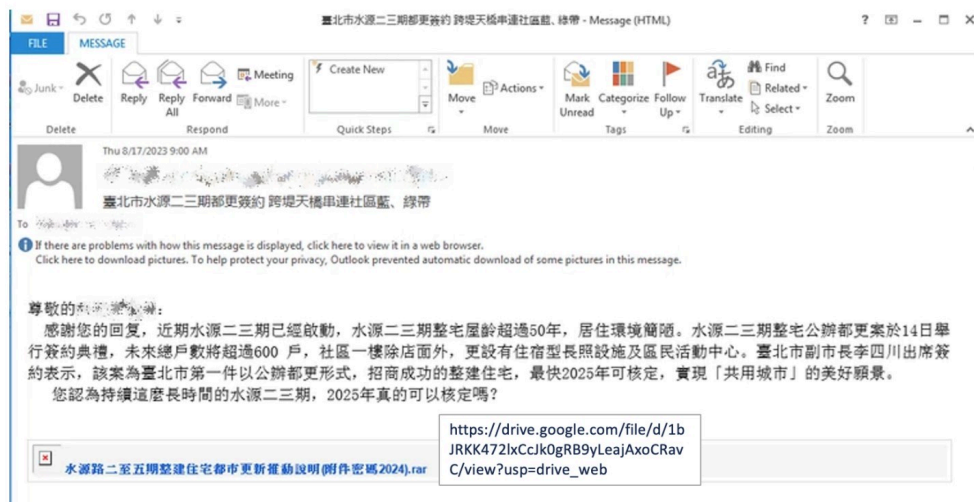 臺北市水源二三期都更簽約 跨堤天橋串連社區藍、綠帶 - Message (HTML)
FILE MESSAGE
Junk
Delete
Reply
Reply All
Forward
Meeting
More
Create New
Move
Actions
Mark Unread
Categorize
Follow Up
Translate
Find
Related
Select
Zoom
Delete
Respond
Quick Steps
Move
Tags
Editing
Zoom
Thu 8/17/2023 9:00 AM
臺北市水源二三期都更簽約 跨堤天橋串連社區藍、綠帶
To
If there are problems with how this message is displayed, click here to view it in a web browser.
Click here to download pictures. To help protect your privacy, Outlook prevented automatic download of some pictures in this message.
尊敬的
感謝您的回复，近期水源二三期已經啟動，水源二三期整宅屋齡超過50年，居住環境簡陋。水源二三期整宅公辦都更案於14日舉
行簽約典禮，未來總戶數將超過600 戶，社區一樓除店面外，更設有住宿型長照設施及區民活動中心。臺北市副市長李四川出席簽
約表示，該案為臺北市第一件以公辦都更形式，招商成功的整建住宅，最快2025年可核定，實現「共用城市」的美好願景。
您認為持續這麼長時間的水源二三期，2025年真的可以核定嗎？
https://drive.google.com/file/d/1b
JRKK472lxCcJk0gRB9yLeajAxoCRav
C/view?usp=drive_web
水源路二至五期整建住宅都市更新推動說明(附件密碼2024).rar